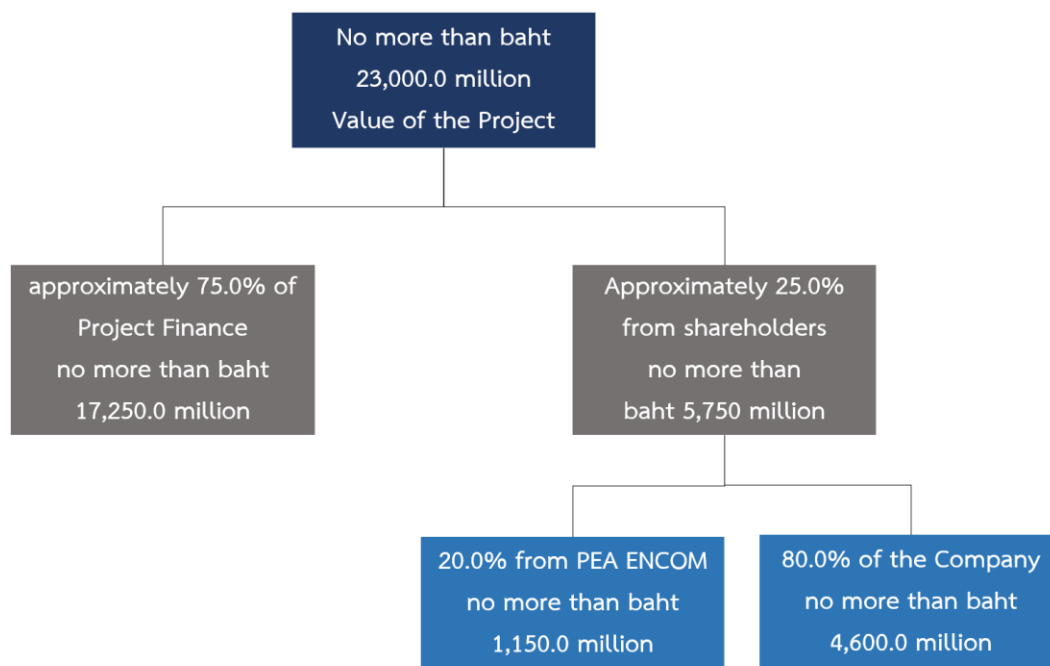 No more than baht
23,000.0 million
Value of the Project
approximately 75.0% of
Project Finance
no more than baht
17,250.0 million
Approximately 25.0%
from shareholders
no more than
baht 5,750 million
20.0% from PEA ENCOM
no more than baht
1,150.0 million
80.0% of the Company
no more than baht
4,600.0 million